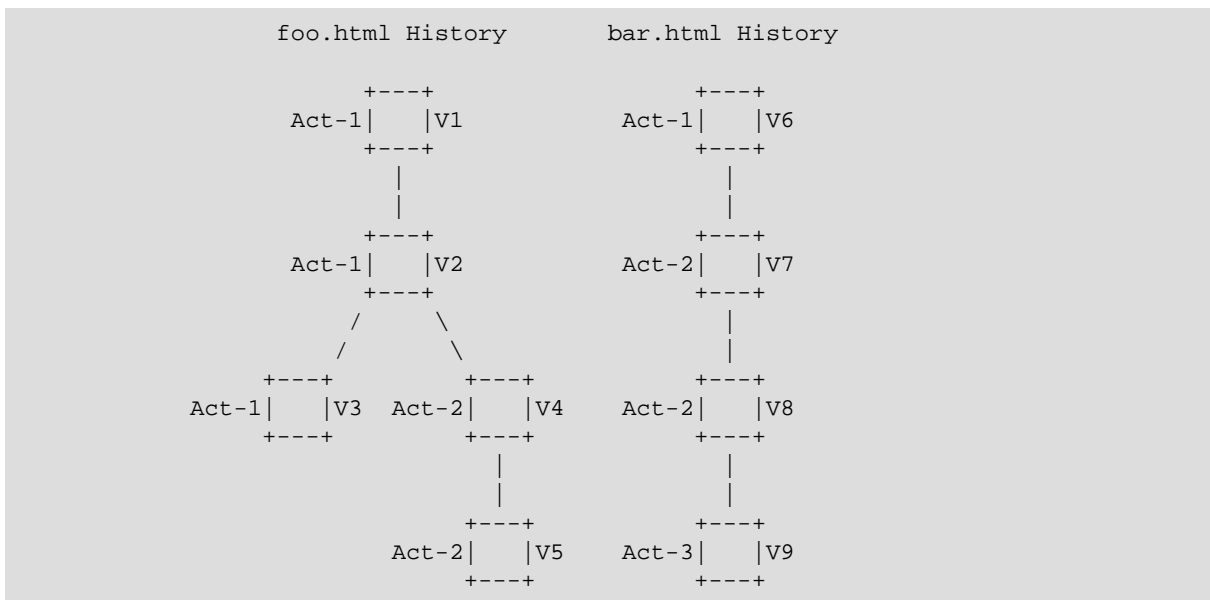 foo.html History bar.html History
+---+ +---+
Act-1| |V1 Act-1| |V6
+---+ +---+
| |
| |
+---+ +---+
Act-1| |V2 Act-2| |V7
+---+ +---+
/ \ |
/ \ |
+---+ +---+ +---+
Act-1| |V3 Act-2| |V4 Act-2| |V8
+---+ +---+ +---+
| |
| |
+---+ +---+
Act-2| |V5 Act-3| |V9
+---+ +---+